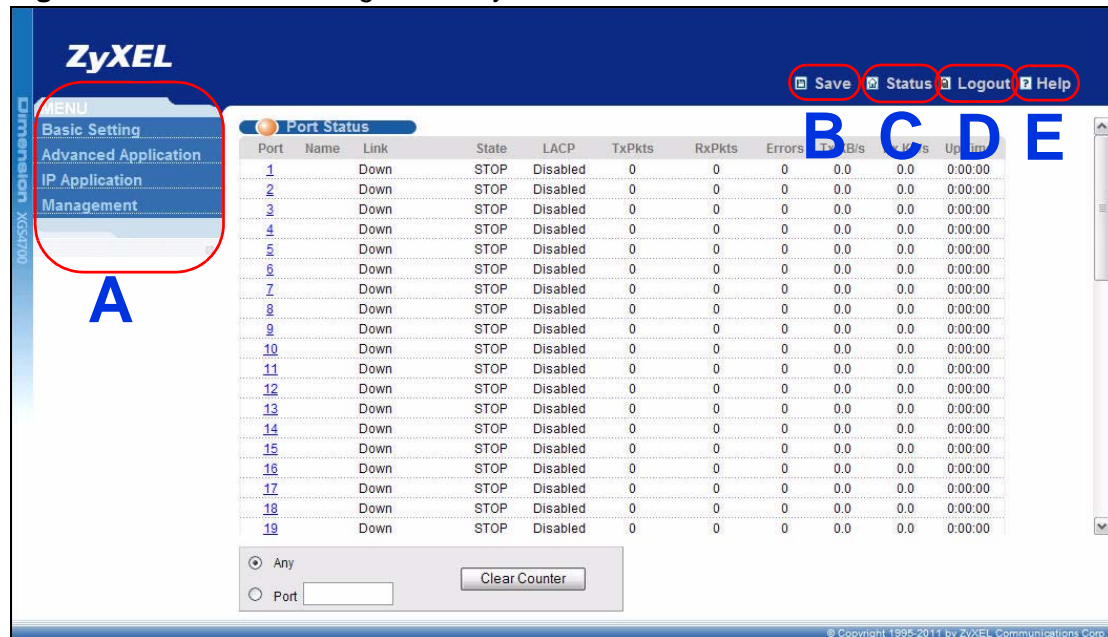 ZyXEL
Save Status Logout Help
B C D E
MENU
Basic Setting
Advanced Application
IP Application
Management
A
Dimension XGS4700
Port Status
Port Name Link State LACP TxPkts RxPkts Errors Tx KB/s KB/s Up Time
1 Down STOP Disabled 0 0 0 0.0 0.0 0:00:00
2 Down STOP Disabled 0 0 0 0.0 0.0 0:00:00
3 Down STOP Disabled 0 0 0 0.0 0.0 0:00:00
4 Down STOP Disabled 0 0 0 0.0 0.0 0:00:00
5 Down STOP Disabled 0 0 0 0.0 0.0 0:00:00
6 Down STOP Disabled 0 0 0 0.0 0.0 0:00:00
7 Down STOP Disabled 0 0 0 0.0 0.0 0:00:00
8 Down STOP Disabled 0 0 0 0.0 0.0 0:00:00
9 Down STOP Disabled 0 0 0 0.0 0.0 0:00:00
10 Down STOP Disabled 0 0 0 0.0 0.0 0:00:00
11 Down STOP Disabled 0 0 0 0.0 0.0 0:00:00
12 Down STOP Disabled 0 0 0 0.0 0.0 0:00:00
13 Down STOP Disabled 0 0 0 0.0 0.0 0:00:00
14 Down STOP Disabled 0 0 0 0.0 0.0 0:00:00
15 Down STOP Disabled 0 0 0 0.0 0.0 0:00:00
16 Down STOP Disabled 0 0 0 0.0 0.0 0:00:00
17 Down STOP Disabled 0 0 0 0.0 0.0 0:00:00
18 Down STOP Disabled 0 0 0 0.0 0.0 0:00:00
19 Down STOP Disabled 0 0 0 0.0 0.0 0:00:00
Any
Port
Clear Counter
© Copyright 1995-2011 by ZyXEL Communications Corp